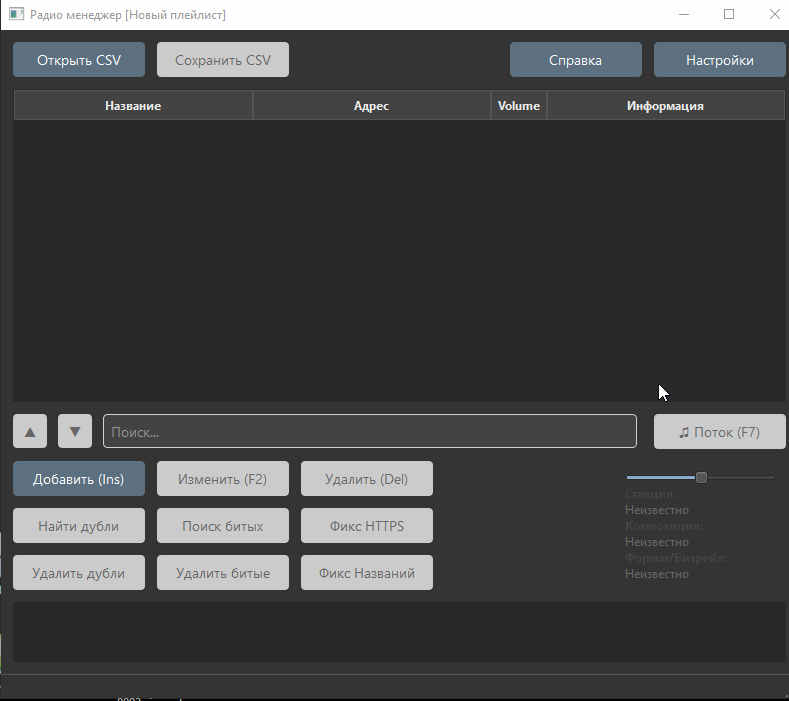 Радио менеджер [Новый плейлист]
Открыть CSV Сохранить CSV Справка Настройки
Название Адрес Volume Информация
▲ ▼ Поиск... ♫ Поток (F7)
Добавить (Ins) Изменить (F2) Удалить (Del)
Станция:
Неизвестно
Найти дубли Поиск битых Фикс HTTPS
Композиция:
Неизвестно
Формат/Битрейт:
Удалить дубли Удалить битые Фикс Названий
Неизвестно